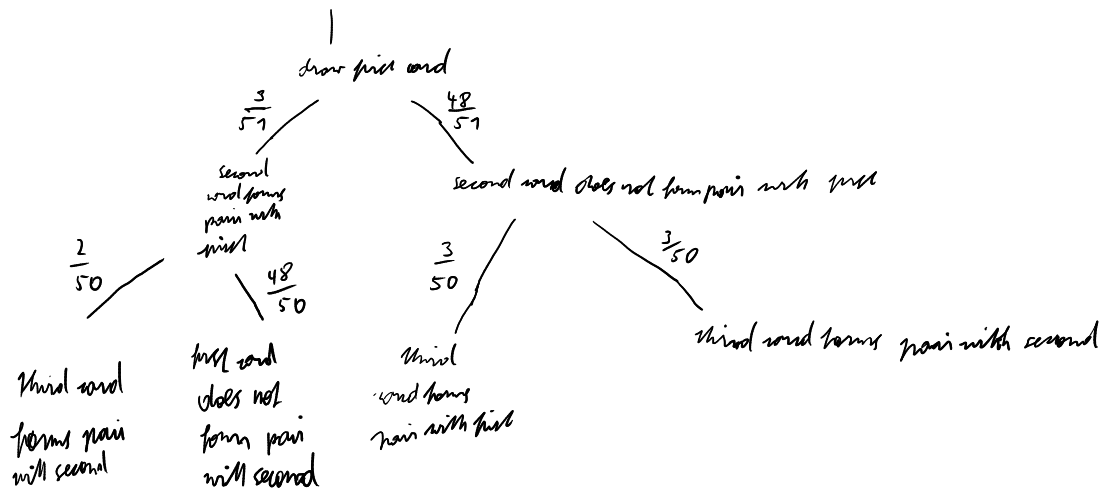 draw first card
3
51
48
51
second
card forms
pair with
first
second card does not form pair with first
2
50
48
50
3
50
3/50
third card
forms pair
with second
first card
does not
form pair
with second
third
card forms
pair with first
third card forms pair with second